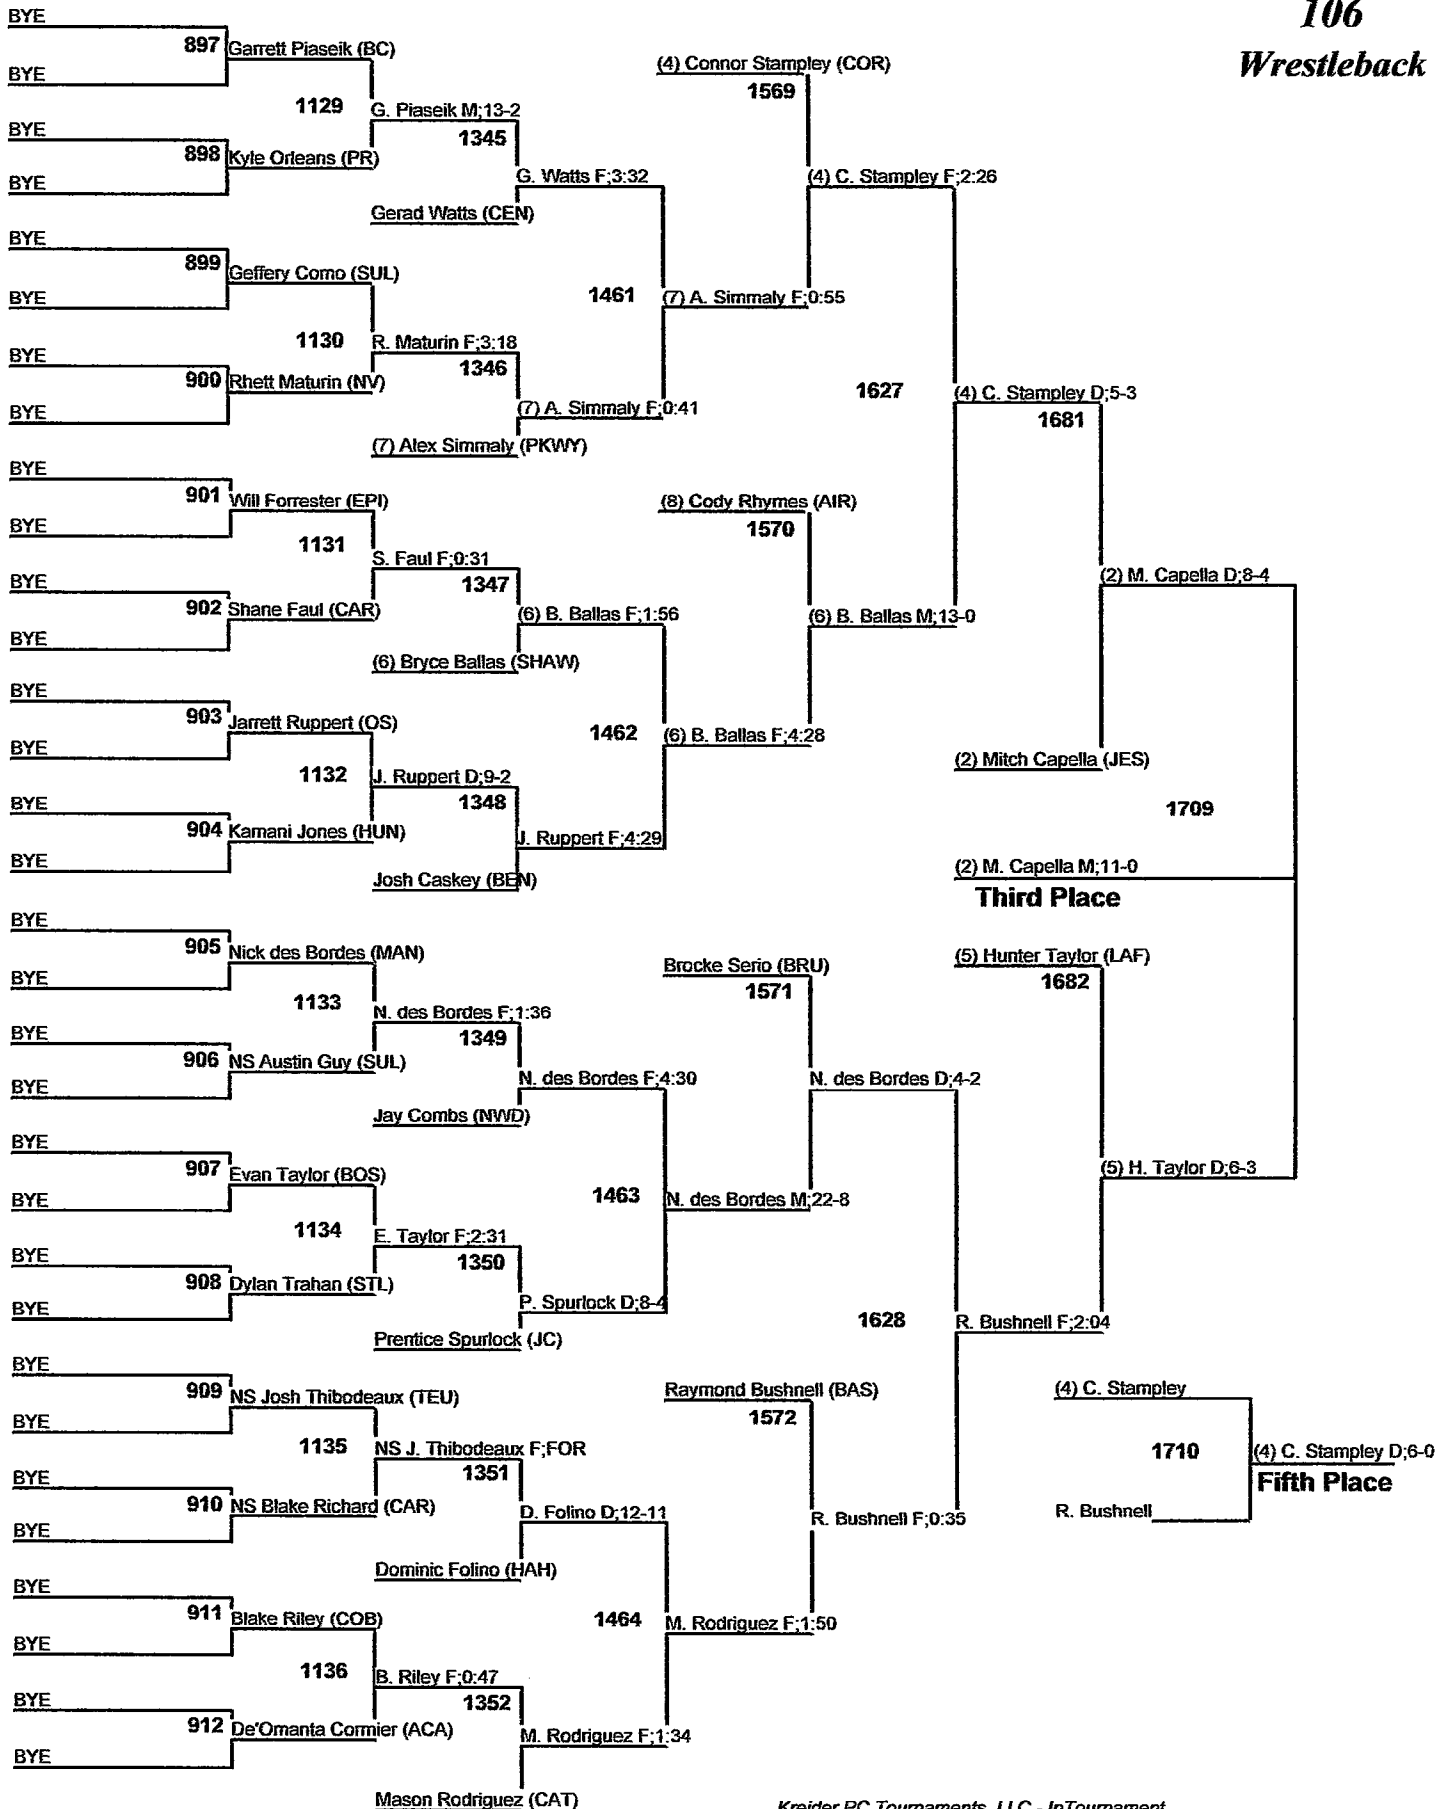 106
Wrestleback
BYE
897 Garrett Piaseik (BC)
BYE
1129 G. Piaseik M;13-2
BYE
898 Kyle Orleans (PR)
BYE
1345 G. Watts F;3:32
Gerad Watts (CEN)
BYE
899 Geffery Como (SUL)
BYE
1130 R. Maturin F;3:18
BYE
900 Rhett Maturin (NV)
BYE
1346 (7) A. Simmaly F;0:41
(7) Alex Simmaly (PKWY)
1461 (7) A. Simmaly F;0:55
(4) Connor Stampley (COR)
1569 (4) C. Stampley F;2:26
BYE
901 Will Forrester (EPI)
BYE
1131 S. Faul F;0:31
BYE
902 Shane Faul (CAR)
BYE
1347 (6) B. Ballas F;1:56
(6) Bryce Ballas (SHAW)
BYE
903 Jarrett Ruppert (OS)
BYE
1132 J. Ruppert D;9-2
BYE
904 Kamani Jones (HUN)
BYE
1348 J. Ruppert F;4:29
Josh Caskey (BEN)
1462 (6) B. Ballas F;4:28
(8) Cody Rhymes (AIR)
1570 (6) B. Ballas M;13-0
1627 (4) C. Stampley D;5-3
1681 (2) M. Capella D;8-4
(2) Mitch Capella (JES)
1709
(2) M. Capella M;11-0
Third Place
BYE
905 Nick des Bordes (MAN)
BYE
1133 N. des Bordes F;1:36
BYE
906 NS Austin Guy (SUL)
BYE
1349 N. des Bordes F;4:30
Jay Combs (NWD)
BYE
907 Evan Taylor (BOS)
BYE
1134 E. Taylor F;2:31
BYE
908 Dylan Trahan (STL)
BYE
1350 P. Spurlock D;8-4
Prentice Spurlock (JC)
1463 N. des Bordes M;22-8
Brocke Serio (BRU)
1571 N. des Bordes D;4-2
(5) Hunter Taylor (LAF)
1682 (5) H. Taylor D;6-3
1628 R. Bushnell F;2:04
BYE
909 NS Josh Thibodeaux (TEU)
BYE
1135 NS J. Thibodeaux F;FOR
BYE
910 NS Blake Richard (CAR)
BYE
1351 D. Folino D;12-11
Dominic Folino (HAH)
BYE
911 Blake Riley (COB)
BYE
1136 B. Riley F;0:47
BYE
912 De'Omanta Cormier (ACA)
BYE
1352 M. Rodriguez F;1:34
Mason Rodriguez (CAT)
1464 M. Rodriguez F;1:50
Raymond Bushnell (BAS)
1572 R. Bushnell F;0:35
(4) C. Stampley
1710 (4) C. Stampley D;6-0
Fifth Place
R. Bushnell
Kreider PC Tournaments, LLC - InTournament